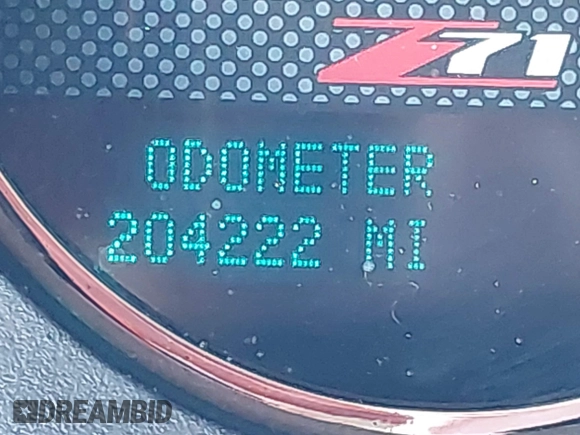 Z71
ODOMETER
204222 MI
DREAMBID